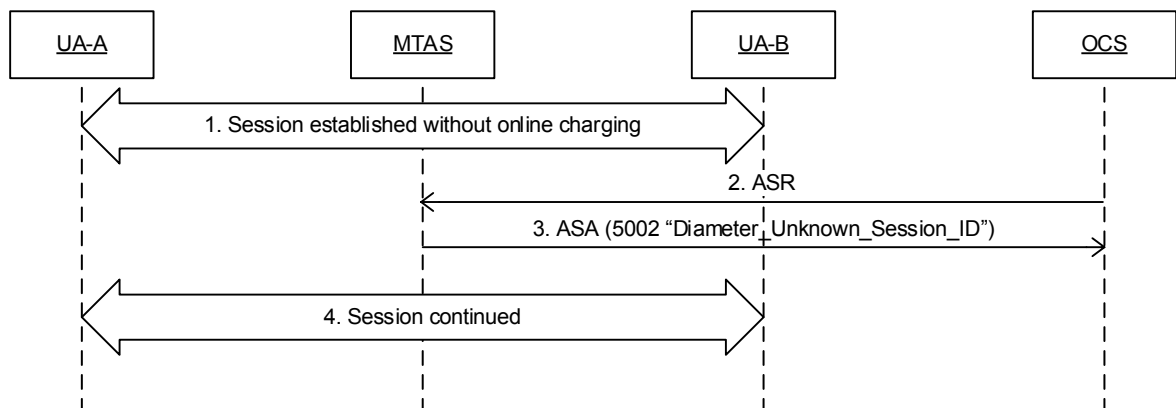 UA-A
MTAS
UA-B
OCS
1. Session established without online charging
2. ASR
3. ASA (5002 “Diameter_Unknown_Session_ID”)
4. Session continued